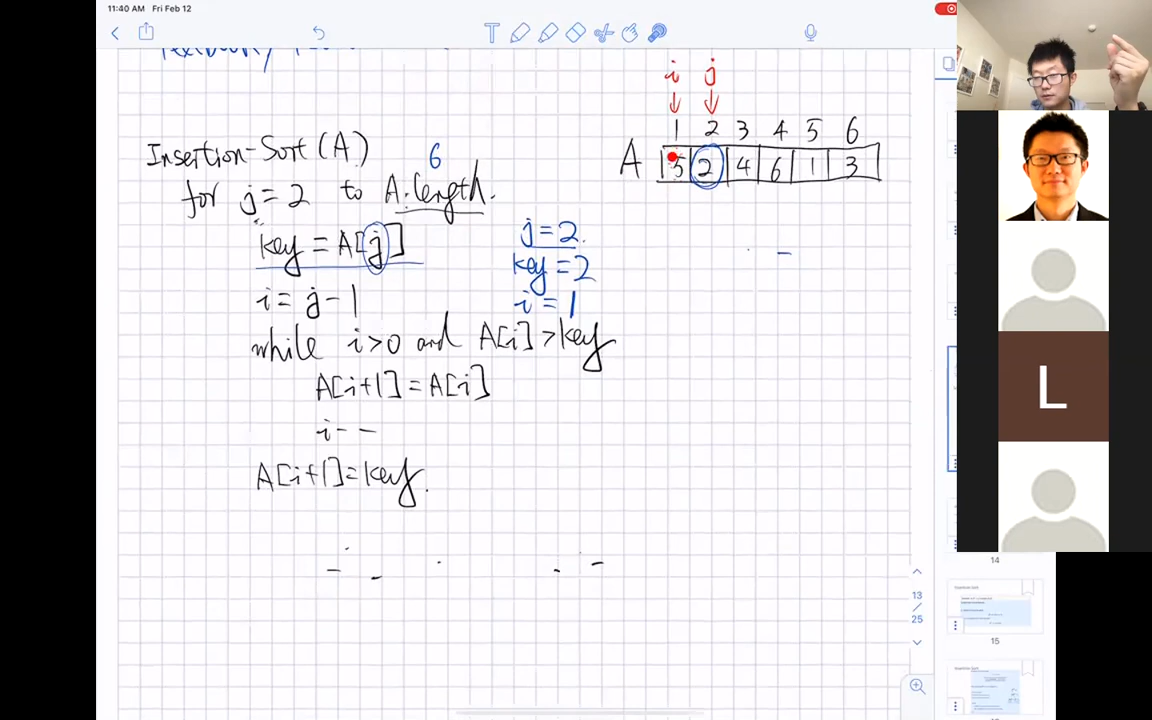 11:40 AM Fri Feb 12
i j
1 2 3 4 5 6
A 5 2 4 6 1 3
Insertion-Sort (A)
6
for j=2 to A.length.
key = A[j]
i = j-1
while i>0 and A[i]>key
A[i+1]=A[i]
i--
A[i+1]=key.
j=2.
key=2
i=1
L
13
/
25
14
15